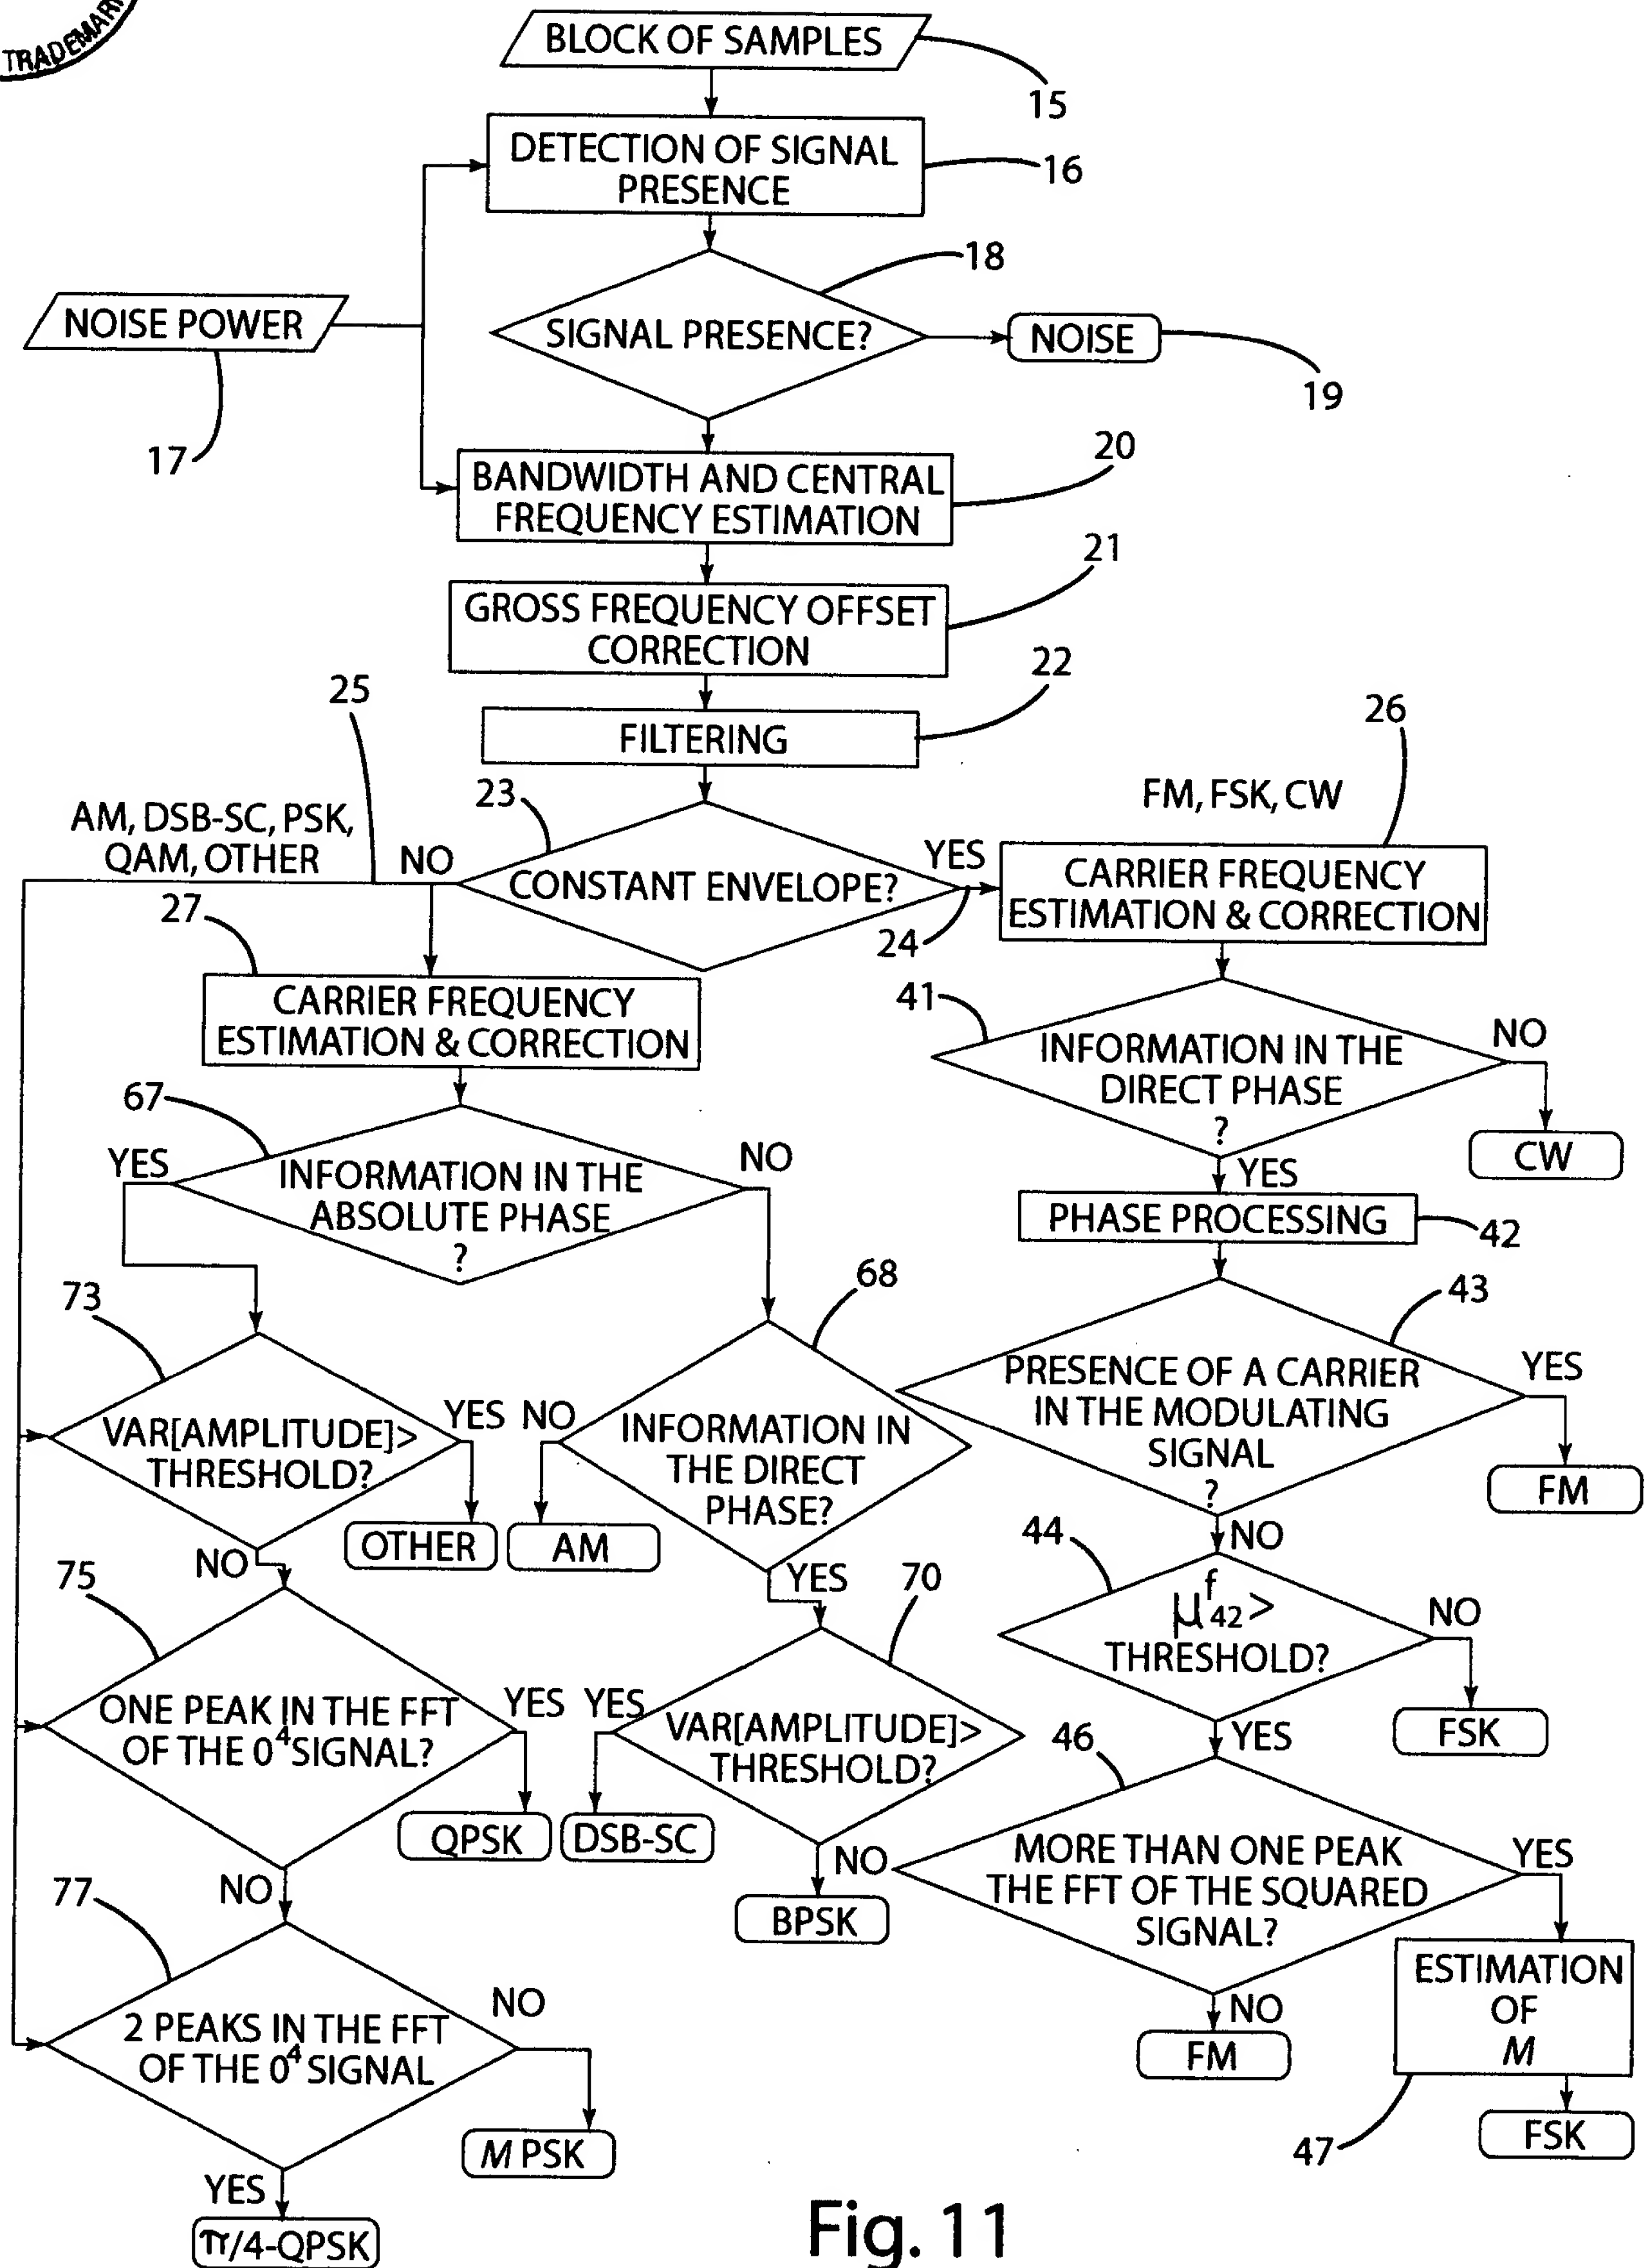 TRADEMARK
BLOCK OF SAMPLES
15
DETECTION OF SIGNAL
PRESENCE
16
18
NOISE POWER
17
SIGNAL PRESENCE?
NOISE
19
20
BANDWIDTH AND CENTRAL
FREQUENCY ESTIMATION
21
GROSS FREQUENCY OFFSET
CORRECTION
22
FILTERING
25
26
23
AM, DSB-SC, PSK,
QAM, OTHER
NO
CONSTANT ENVELOPE?
YES
24
FM, FSK, CW
CARRIER FREQUENCY
ESTIMATION & CORRECTION
27
CARRIER FREQUENCY
ESTIMATION & CORRECTION
41
INFORMATION IN THE
DIRECT PHASE
?
NO
CW
YES
67
YES
INFORMATION IN THE
ABSOLUTE PHASE
?
NO
PHASE PROCESSING
42
73
68
43
VAR[AMPLITUDE]>
THRESHOLD?
YES
OTHER
NO
INFORMATION IN
THE DIRECT
PHASE?
NO
AM
YES
PRESENCE OF A CARRIER
IN THE MODULATING
SIGNAL
?
YES
FM
NO
75
70
44
μᶠ₄₂ >
THRESHOLD?
NO
FSK
YES
ONE PEAK IN THE FFT
OF THE 0⁴ SIGNAL?
YES
QPSK
NO
YES
VAR[AMPLITUDE]>
THRESHOLD?
DSB-SC
NO
BPSK
46
MORE THAN ONE PEAK
THE FFT OF THE SQUARED
SIGNAL?
YES
NO
FM
ESTIMATION
OF
M
47
FSK
77
2 PEAKS IN THE FFT
OF THE 0⁴ SIGNAL
NO
M PSK
YES
π/4-QPSK
Fig. 11